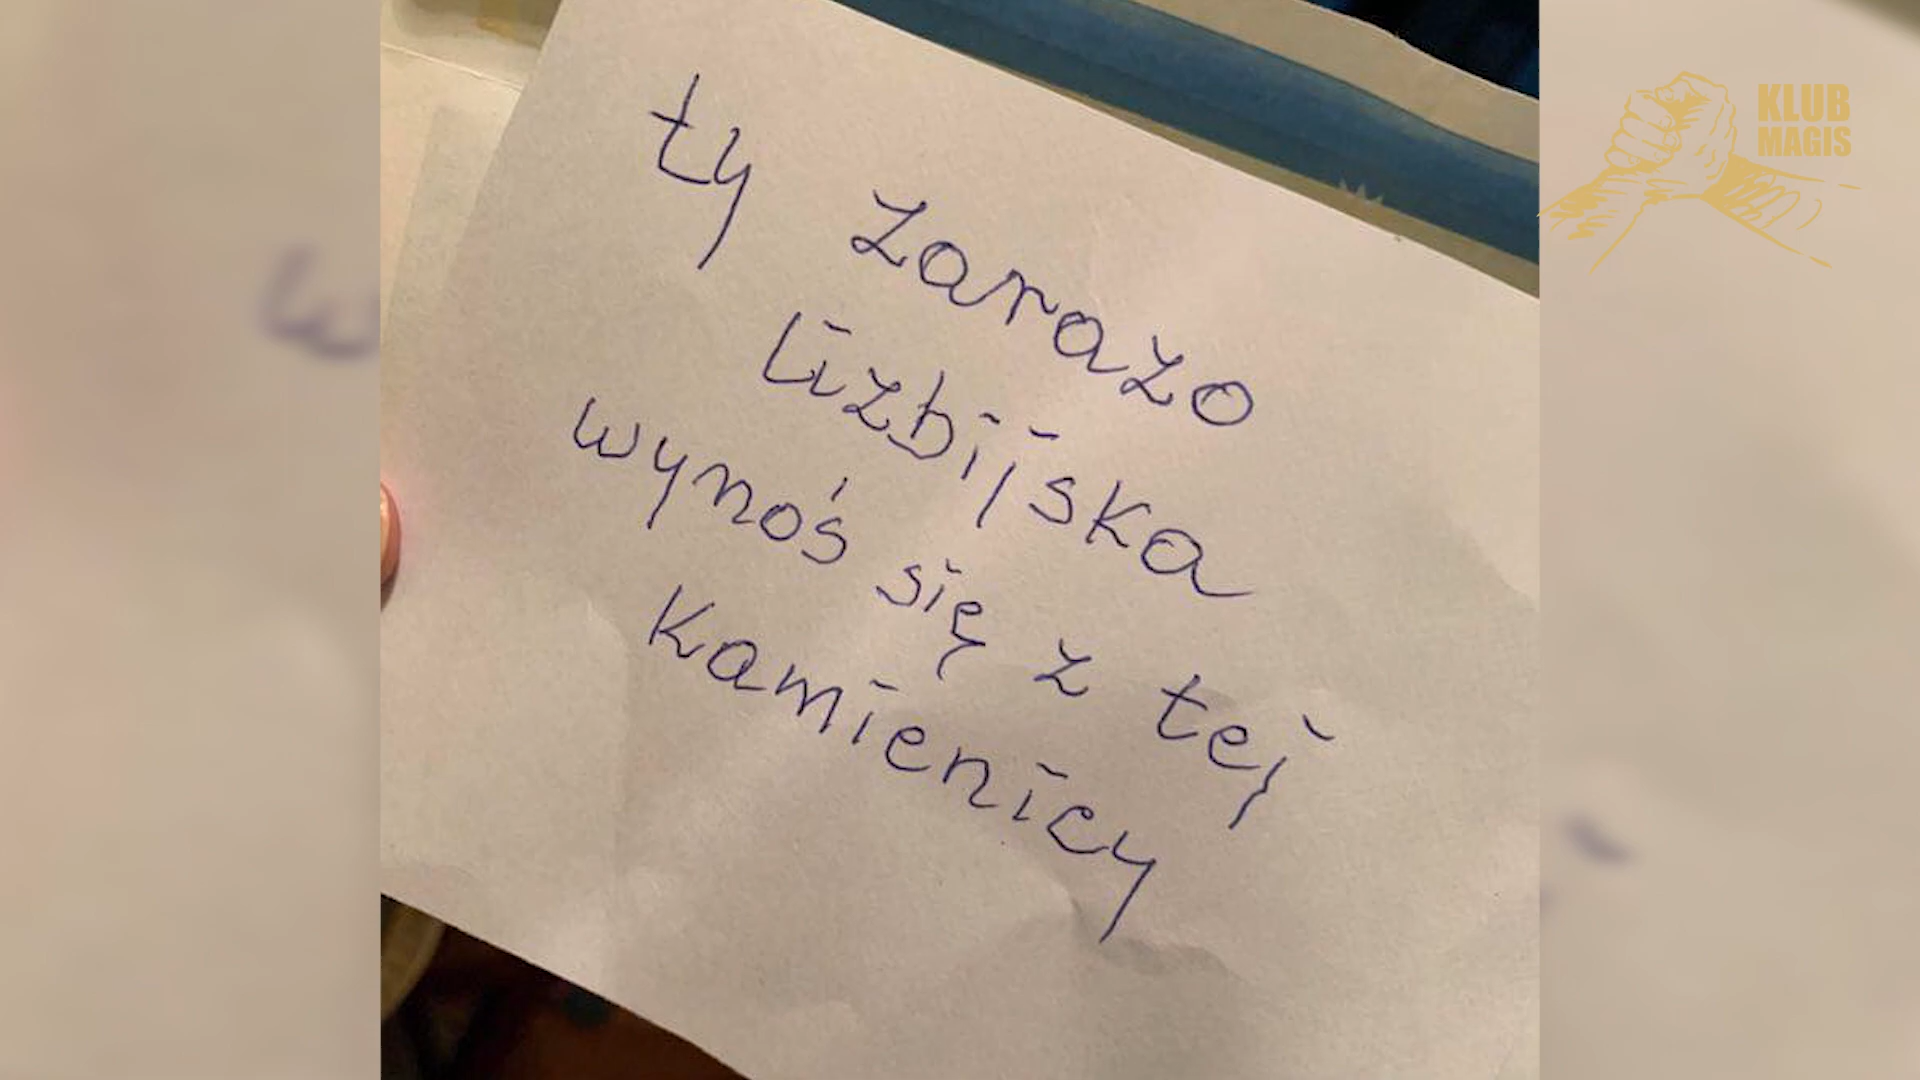 ty zarazo
lizbijska
wynoś się z tej
kamienicy
KLUB
MAGIS